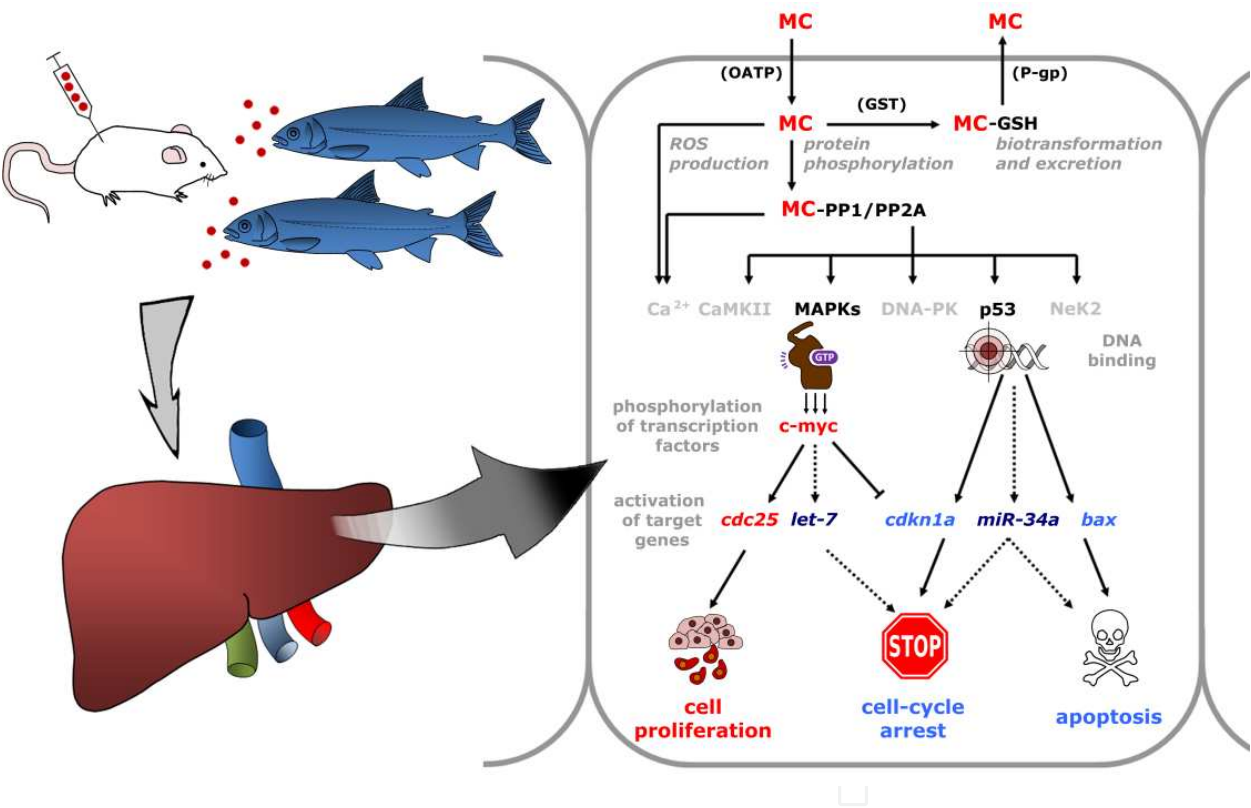 MC
MC
(OATP)
(P-gp)
(GST)
MC
MC-GSH
ROS
production
protein
phosphorylation
biotransformation
and excretion
MC-PP1/PP2A
Ca²⁺ CaMKII MAPKs DNA-PK p53 NeK2
GTP
DNA
binding
phosphorylation
of transcription
factors
c-myc
activation
of target
genes
cdc25 let-7 cdkn1a miR-34a bax
STOP
cell
proliferation
cell-cycle
arrest
apoptosis